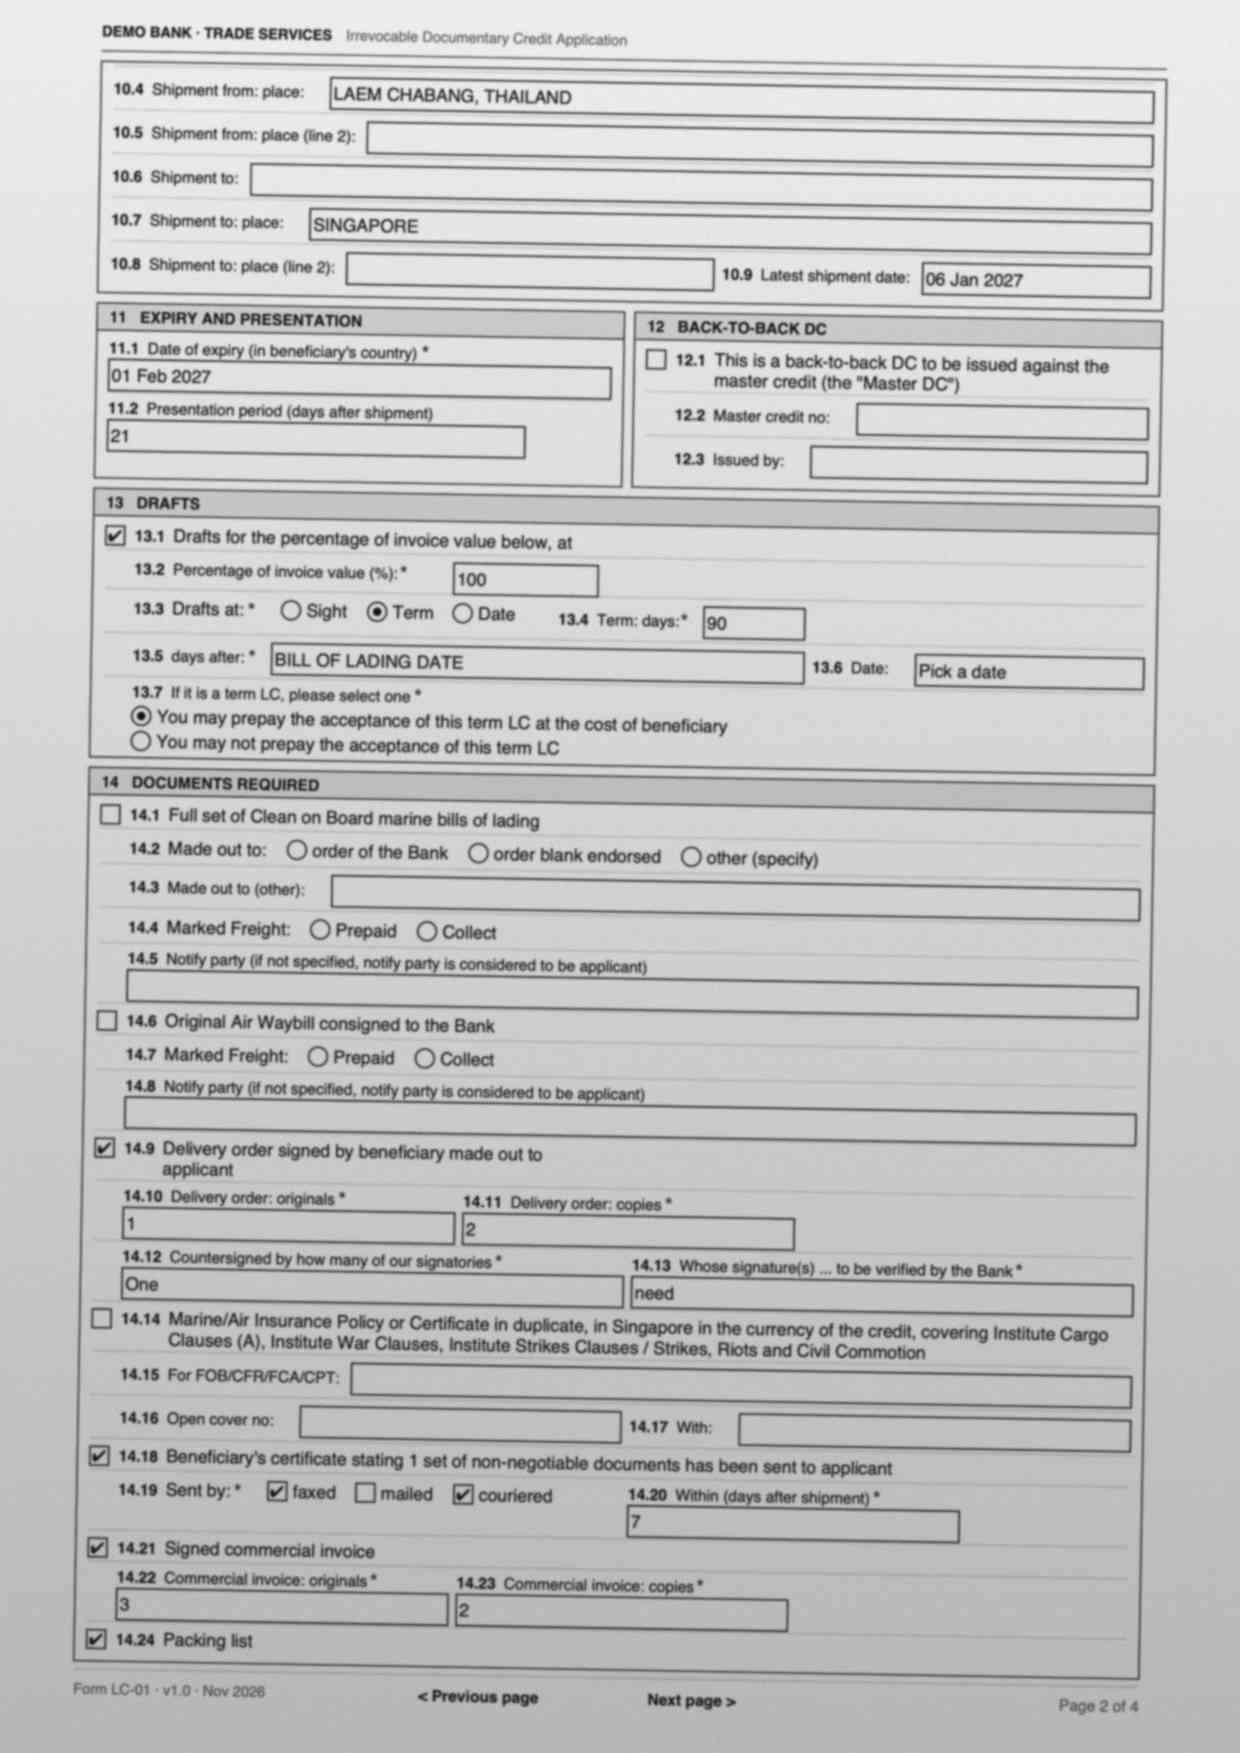 DEMO BANK · TRADE SERVICES Irrevocable Documentary Credit Application
10.4 Shipment from: place: LAEM CHABANG, THAILAND
10.5 Shipment from: place (line 2):
10.6 Shipment to:
10.7 Shipment to: place: SINGAPORE
10.8 Shipment to: place (line 2): 10.9 Latest shipment date: 06 Jan 2027
11 EXPIRY AND PRESENTATION
11.1 Date of expiry (in beneficiary's country) *
01 Feb 2027
11.2 Presentation period (days after shipment)
21
12 BACK-TO-BACK DC
12.1 This is a back-to-back DC to be issued against the
master credit (the "Master DC")
12.2 Master credit no:
12.3 Issued by:
13 DRAFTS
13.1 Drafts for the percentage of invoice value below, at
13.2 Percentage of invoice value (%): * 100
13.3 Drafts at: * Sight Term Date 13.4 Term: days: * 90
13.5 days after: * BILL OF LADING DATE 13.6 Date: Pick a date
13.7 If it is a term LC, please select one *
You may prepay the acceptance of this term LC at the cost of beneficiary
You may not prepay the acceptance of this term LC
14 DOCUMENTS REQUIRED
14.1 Full set of Clean on Board marine bills of lading
14.2 Made out to: order of the Bank order blank endorsed other (specify)
14.3 Made out to (other):
14.4 Marked Freight: Prepaid Collect
14.5 Notify party (if not specified, notify party is considered to be applicant)
14.6 Original Air Waybill consigned to the Bank
14.7 Marked Freight: Prepaid Collect
14.8 Notify party (if not specified, notify party is considered to be applicant)
14.9 Delivery order signed by beneficiary made out to
applicant
14.10 Delivery order: originals * 14.11 Delivery order: copies *
1 2
14.12 Countersigned by how many of our signatories * 14.13 Whose signature(s) ... to be verified by the Bank *
One need
14.14 Marine/Air Insurance Policy or Certificate in duplicate, in Singapore in the currency of the credit, covering Institute Cargo
Clauses (A), Institute War Clauses, Institute Strikes Clauses / Strikes, Riots and Civil Commotion
14.15 For FOB/CFR/FCA/CPT:
14.16 Open cover no: 14.17 With:
14.18 Beneficiary's certificate stating 1 set of non-negotiable documents has been sent to applicant
14.19 Sent by: * faxed mailed couriered 14.20 Within (days after shipment) *
7
14.21 Signed commercial invoice
14.22 Commercial invoice: originals * 14.23 Commercial invoice: copies *
3 2
14.24 Packing list
Form LC-01 · v1.0 · Nov 2026 < Previous page Next page > Page 2 of 4